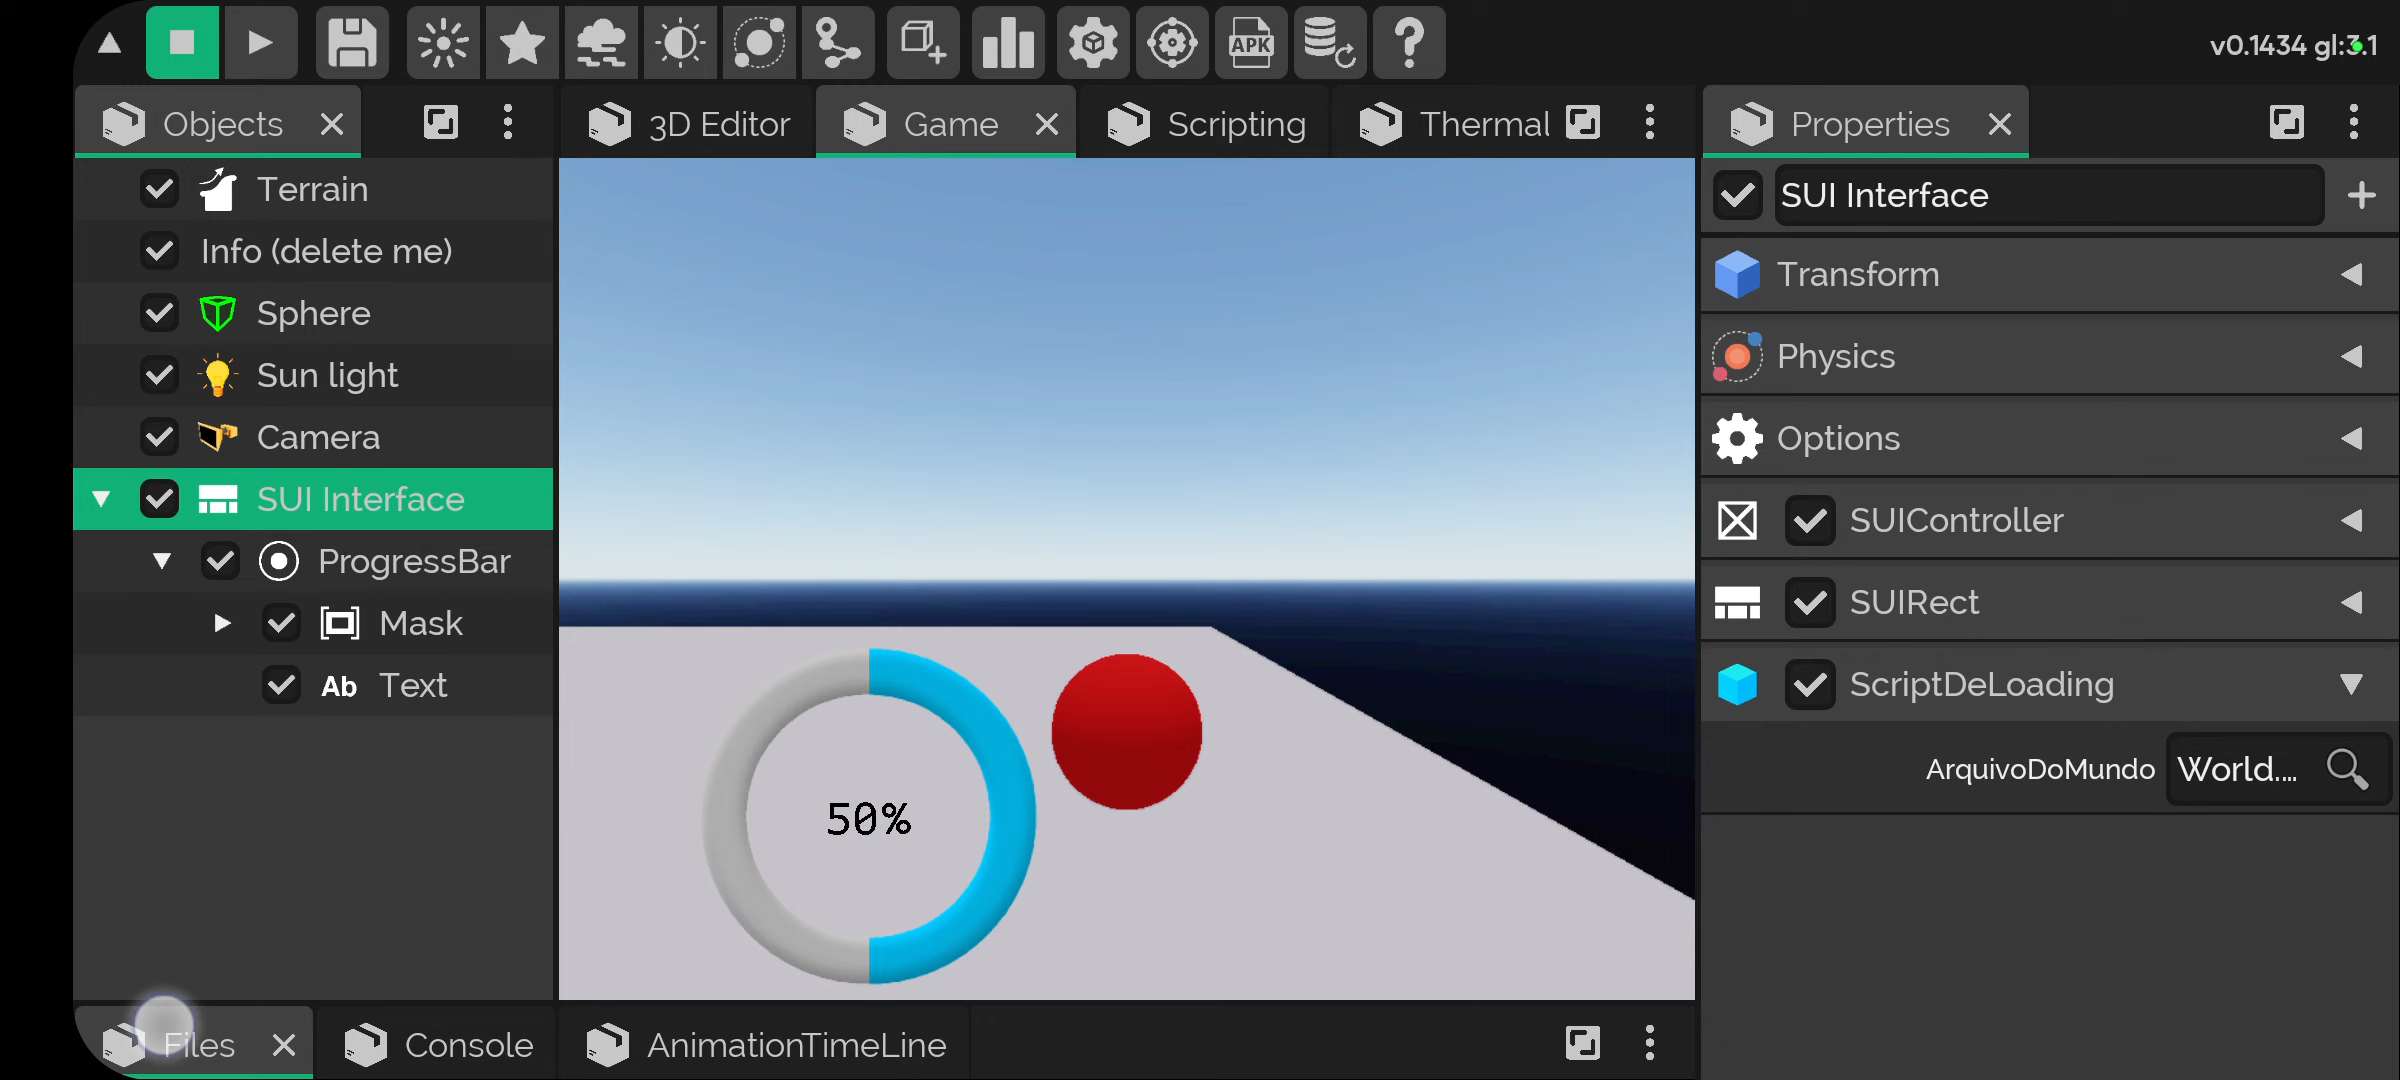 APK
v0.1434 gl:3.1
Objects
3D Editor
Game
Scripting
Thermal
Properties
Terrain
Info (delete me)
Sphere
Sun light
Camera
SUI Interface
ProgressBar
Mask
Ab Text
50%
SUI Interface
Transform
Physics
Options
SUIController
SUIRect
ScriptDeLoading
ArquivoDoMundo World....
Files
Console
AnimationTimeLine